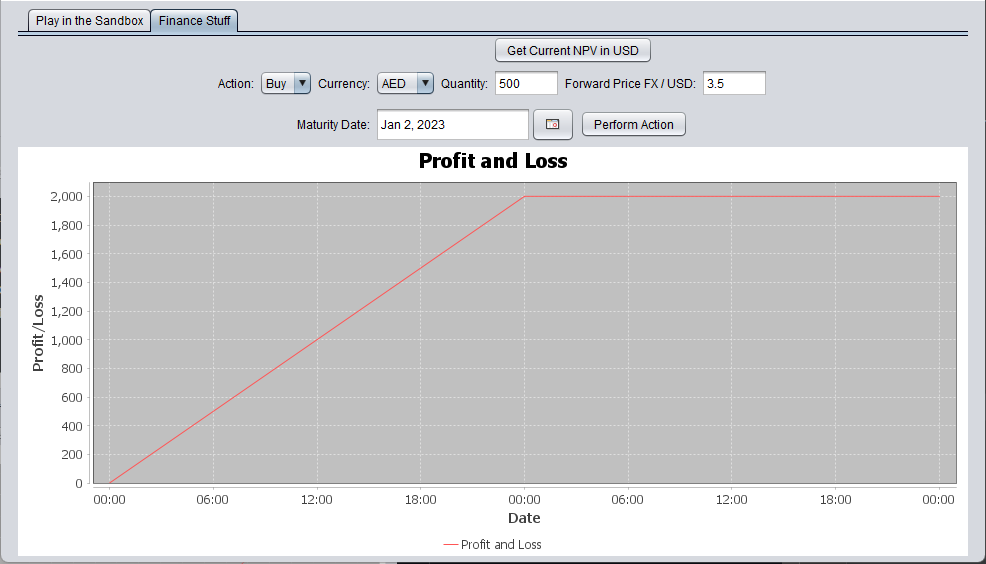 Play in the Sandbox Finance Stuff
Get Current NPV in USD
Action: Buy Currency: AED Quantity: 500 Forward Price FX / USD: 3.5
Maturity Date: Jan 2, 2023 Perform Action
Profit and Loss
2,000
1,800
1,600
1,400
1,200
1,000
800
600
400
200
0
Profit/Loss
00:00 06:00 12:00 18:00 00:00 06:00 12:00 18:00 00:00
Date
Profit and Loss